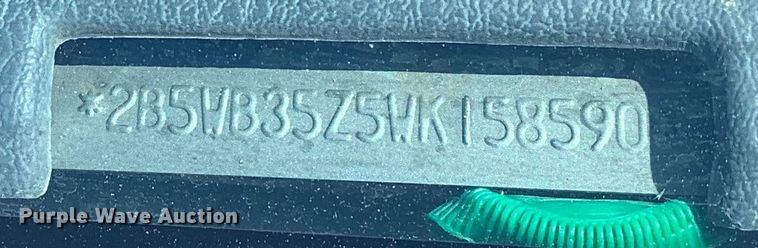 *2B5WB35Z5WK158590
Purple Wave Auction